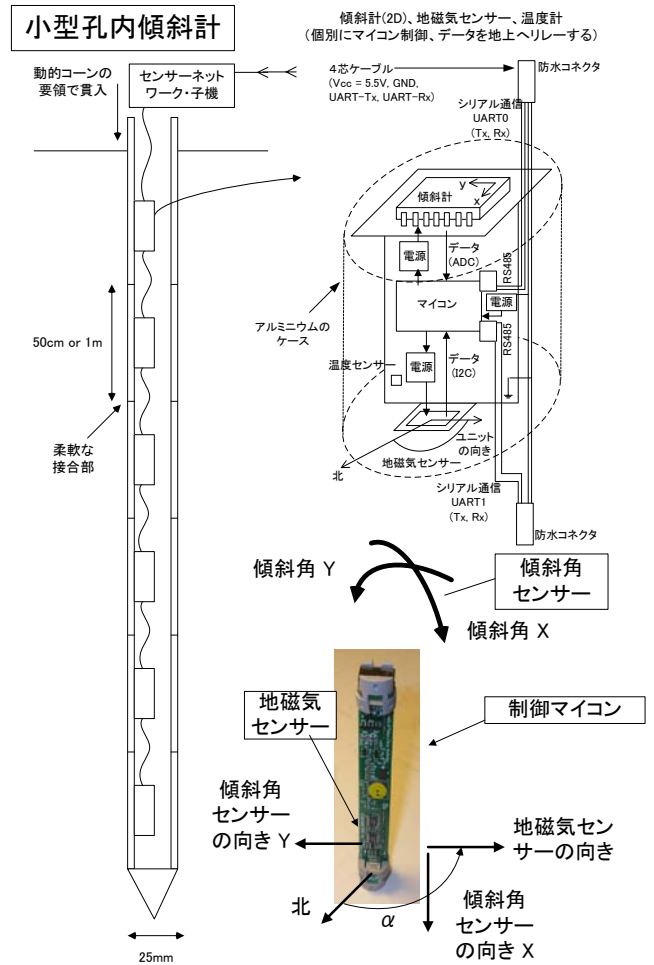 小型孔内傾斜計
傾斜計(2D)、地磁気センサー、温度計
(個別にマイコン制御、データを地上へリレーする)
動的コーンの
要領で貫入
センサーネット
ワーク・子機
4芯ケーブル
(Vcc = 5.5V, GND,
UART-Tx, UART-Rx)
防水コネクタ
シリアル通信
UART0
(Tx, Rx)
y
x
傾斜計
電源
データ
(ADC)
RS485
マイコン
電源
アルミニウムの
ケース
温度センサー
電源
データ
(I2C)
RS485
ユニット
の向き
地磁気センサー
北
シリアル通信
UART1
(Tx, Rx)
防水コネクタ
50cm or 1m
柔軟な
接合部
25mm
傾斜角 Y
傾斜角
センサー
傾斜角 X
地磁気
センサー
制御マイコン
傾斜角
センサー
の向き Y
地磁気セン
サーの向き
北
α
傾斜角
センサー
の向き X